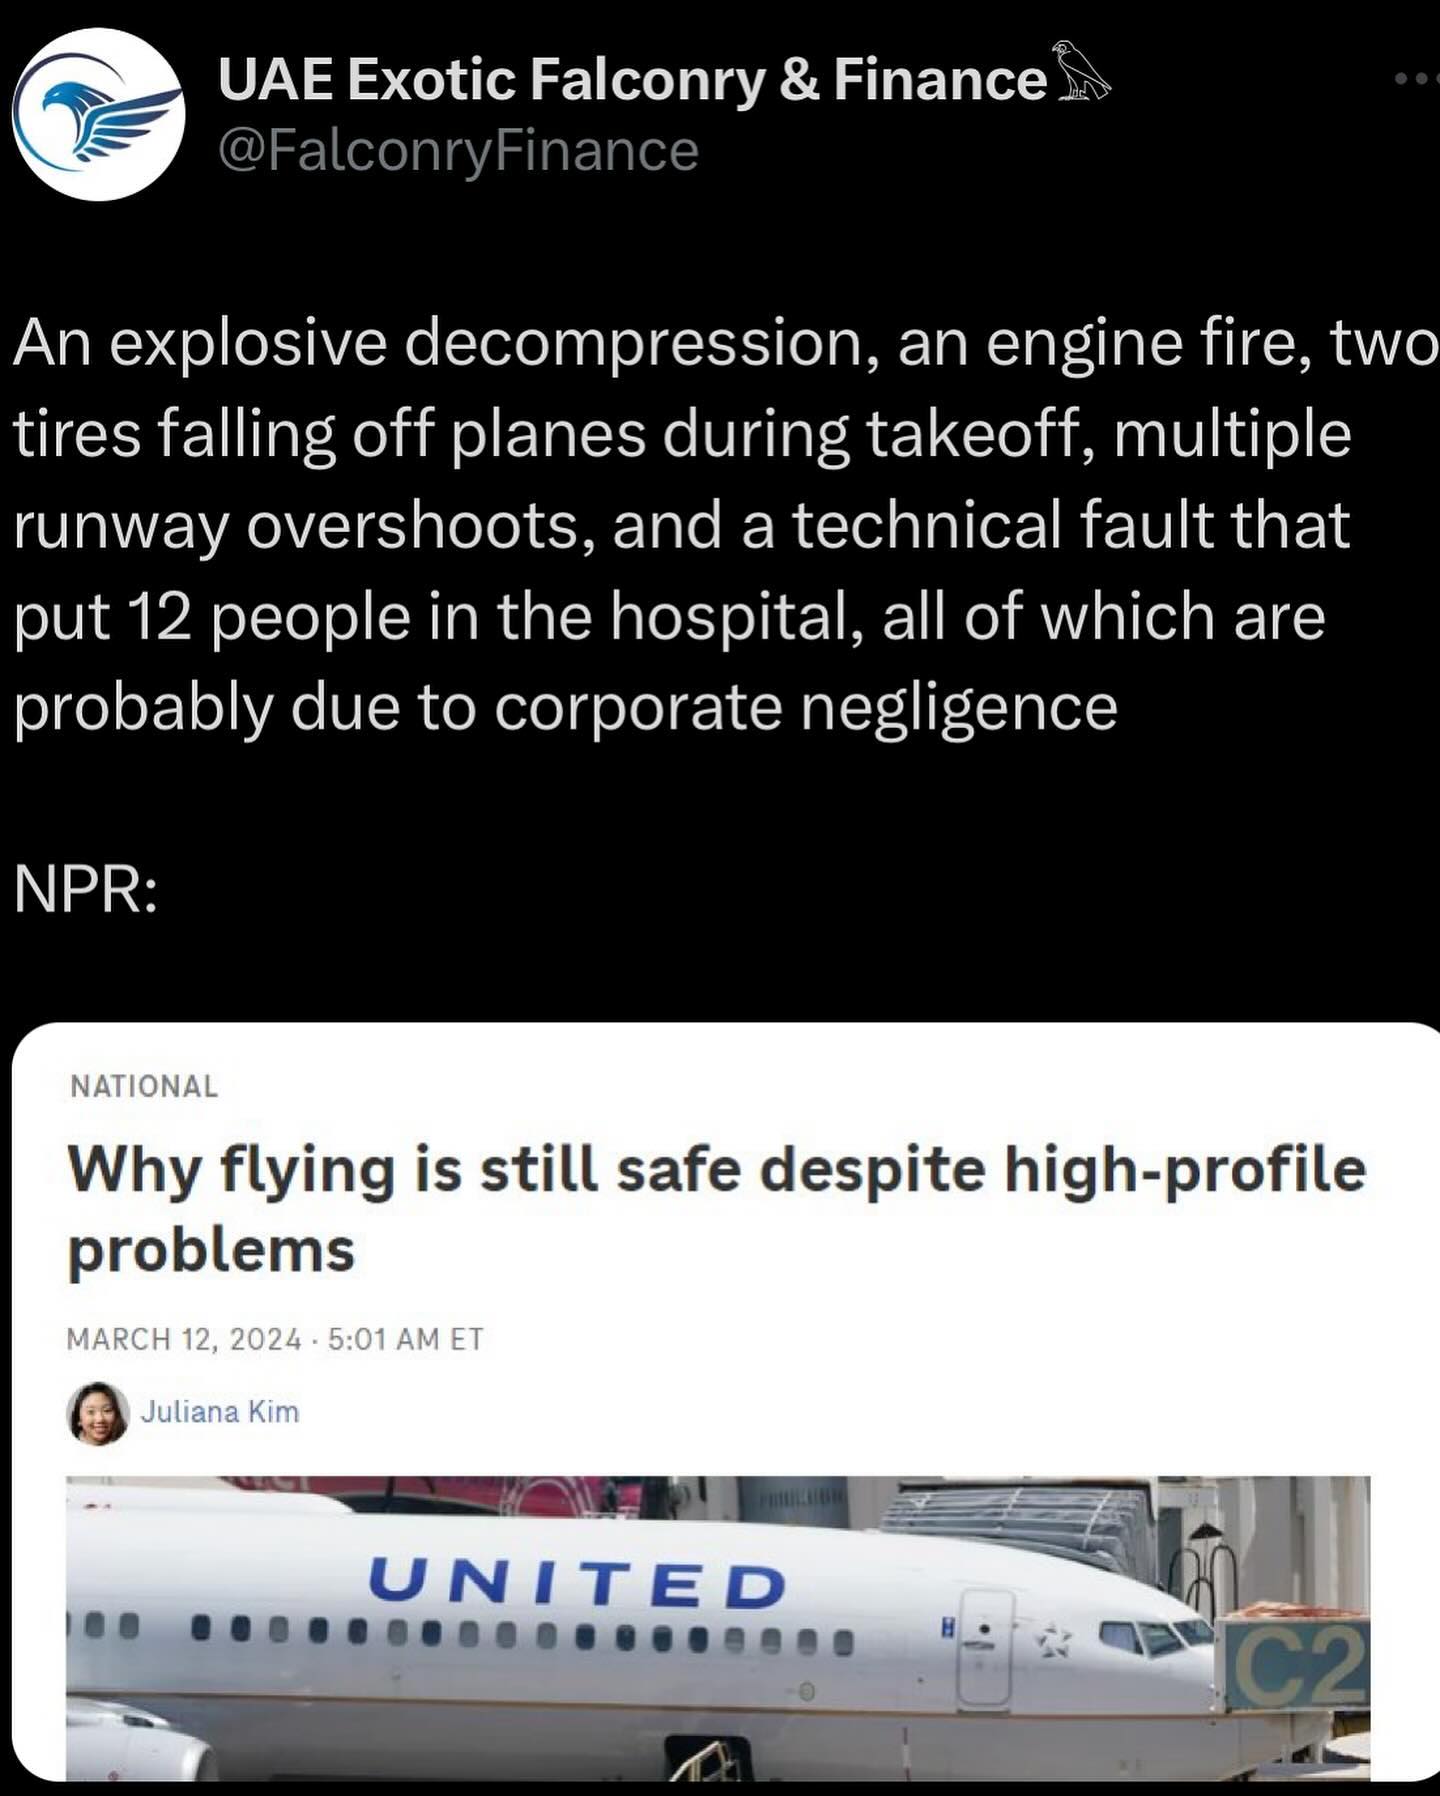 UAE Exotic Falconry & Finance𓅃
@FalconryFinance
An explosive decompression, an engine fire, two
tires falling off planes during takeoff, multiple
runway overshoots, and a technical fault that
put 12 people in the hospital, all of which are
probably due to corporate negligence
NPR:
NATIONAL
Why flying is still safe despite high-profile
problems
MARCH 12, 2024 · 5:01 AM ET
Juliana Kim
UNITED
C2